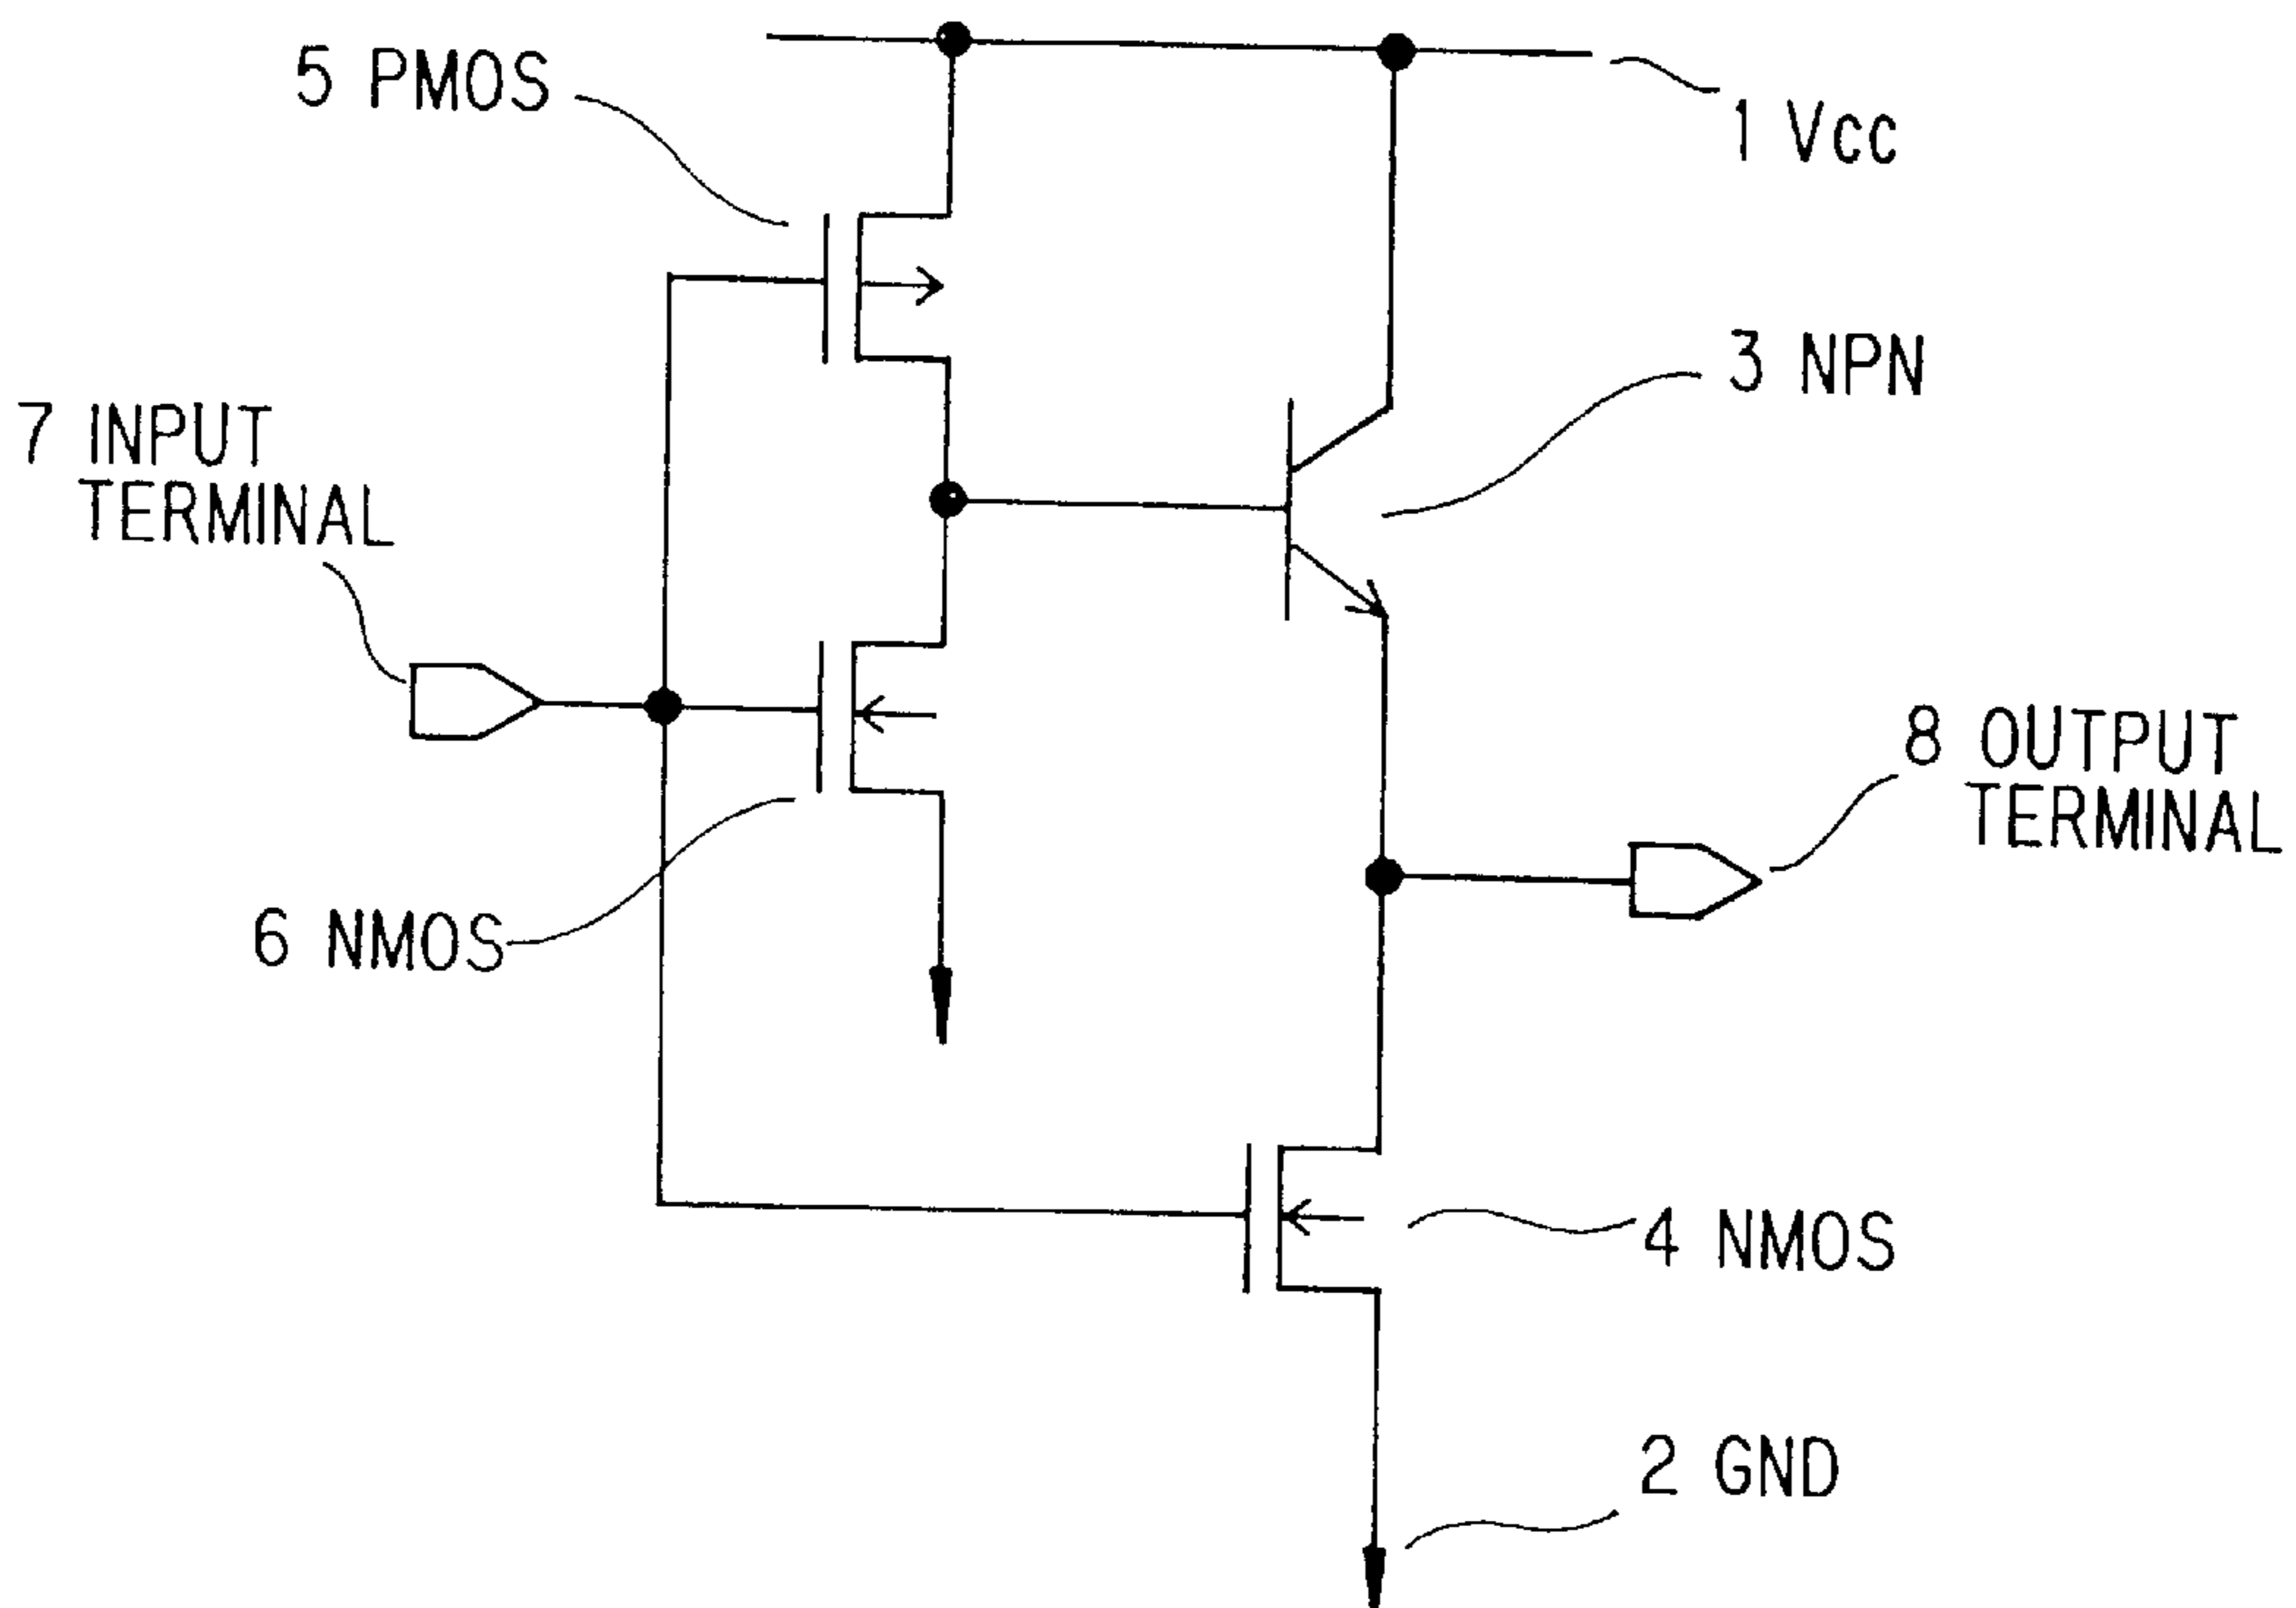 5 PMOS
1 Vcc
3 NPN
7 INPUT
TERMINAL
8 OUTPUT
TERMINAL
6 NMOS
4 NMOS
2 GND